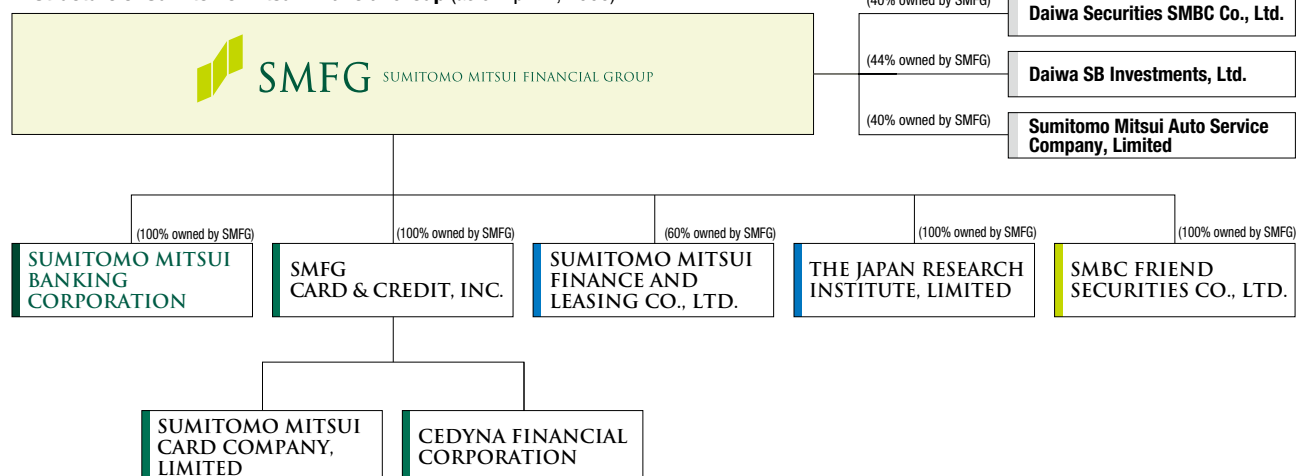 (40% owned by SMFG)
Daiwa Securities SMBC Co., Ltd.
SMFG SUMITOMO MITSUI FINANCIAL GROUP
(44% owned by SMFG)
Daiwa SB Investments, Ltd.
(40% owned by SMFG)
Sumitomo Mitsui Auto Service
Company, Limited
(100% owned by SMFG)
SUMITOMO MITSUI
BANKING
CORPORATION
(100% owned by SMFG)
SMFG
CARD & CREDIT, INC.
(60% owned by SMFG)
SUMITOMO MITSUI
FINANCE AND
LEASING CO., LTD.
(100% owned by SMFG)
THE JAPAN RESEARCH
INSTITUTE, LIMITED
(100% owned by SMFG)
SMBC FRIEND
SECURITIES CO., LTD.
SUMITOMO MITSUI
CARD COMPANY,
LIMITED
CEDYNA FINANCIAL
CORPORATION